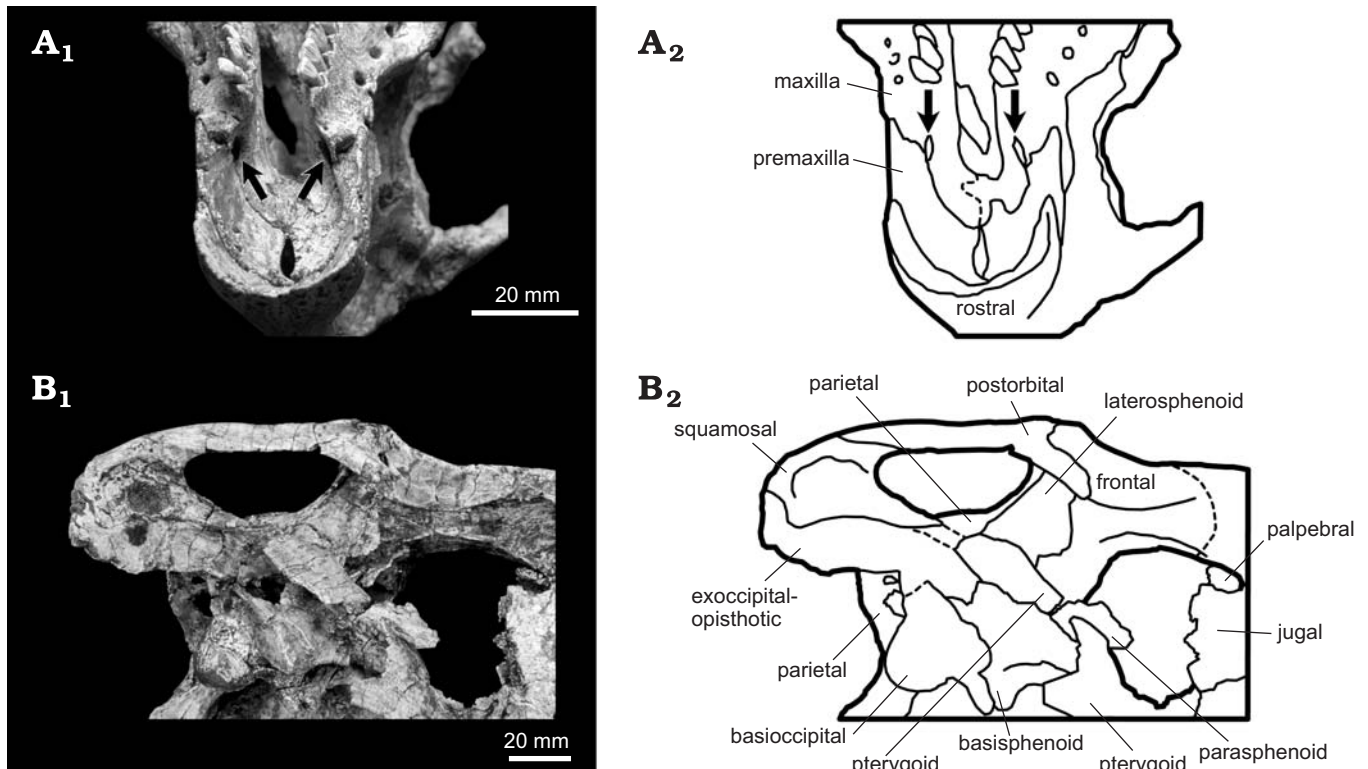 A1
A2
maxilla
premaxilla
20 mm
rostral
B1
B2
parietal
postorbital
laterosphenoid
squamosal
frontal
palpebral
exoccipital-
opisthotic
jugal
parietal
basioccipital
basisphenoid
parasphenoid
pterygoid
pterygoid
20 mm